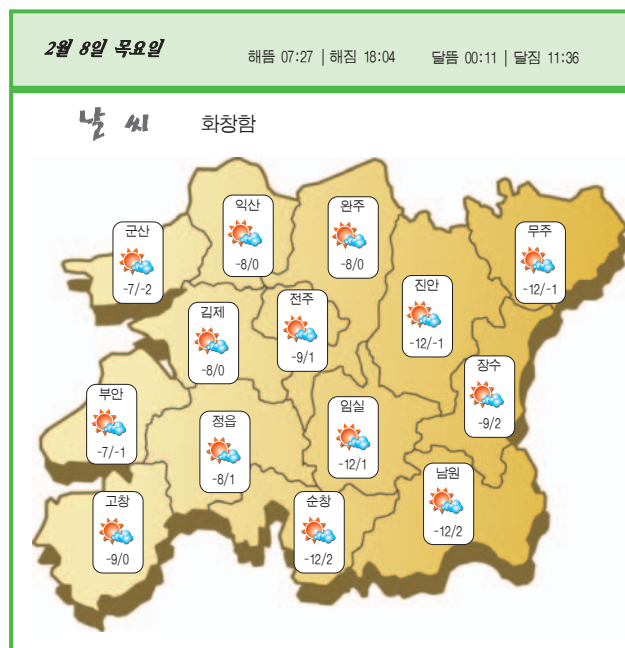 2월 8일 목요일
해뜸 07:27 | 해짐 18:04 달뜸 00:11 | 달짐 11:36
날 씨 화창함
익산
-8/0
완주
-8/0
군산
-7/-2
무주
-12/-1
진안
-12/-1
전주
-9/1
김제
-8/0
장수
-9/2
부안
-7/-1
임실
-12/1
정읍
-8/1
남원
-12/2
고창
-9/0
순창
-12/2